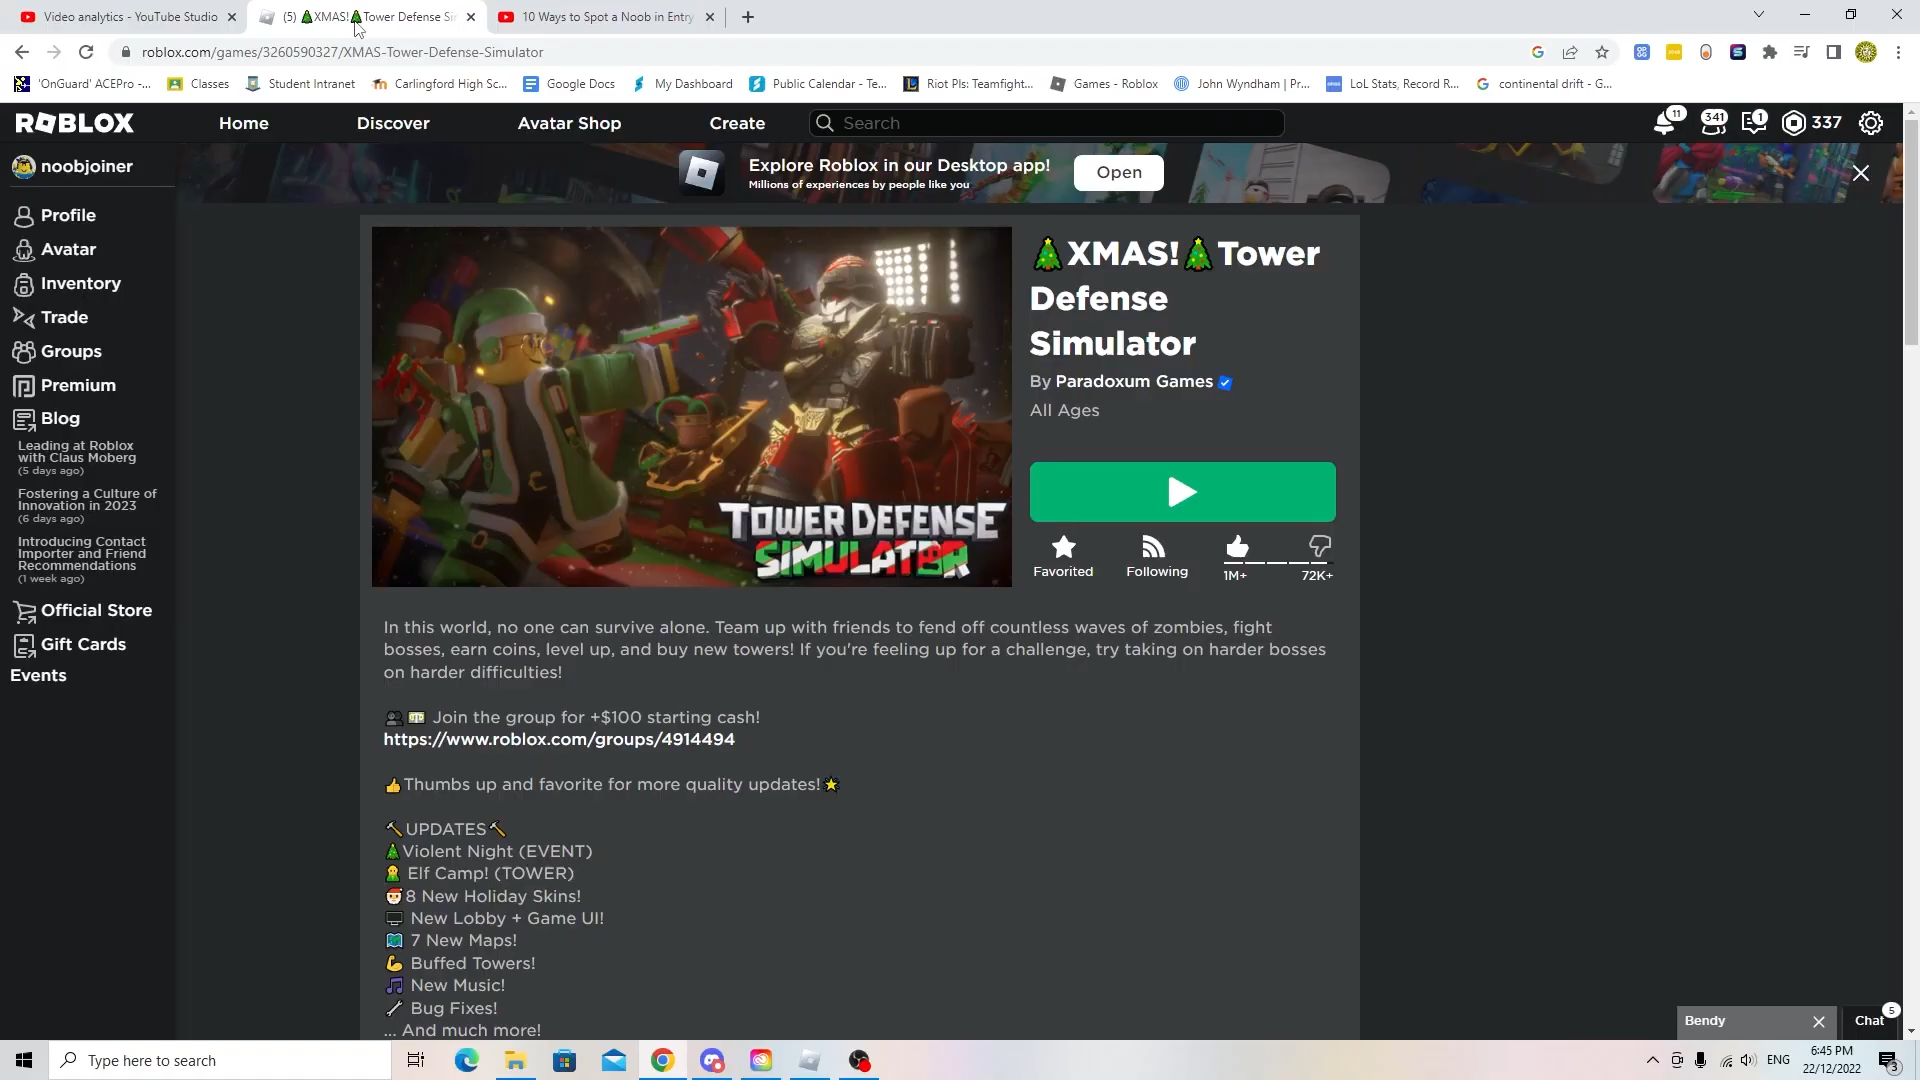 Video analytics - YouTube Studio
(5) 🎄XMAS!🎄Tower Defense Sim
10 Ways to Spot a Noob in Entry
roblox.com/games/3260590327/XMAS-Tower-Defense-Simulator
'OnGuard' ACEPro -...
Classes
Student Intranet
Carlingford High Sc...
Google Docs
My Dashboard
Public Calendar - Te...
Riot Pls: Teamfight...
Games - Roblox
John Wyndham | Pr...
LoL Stats, Record R...
continental drift - G...
ROBLOX
Home
Discover
Avatar Shop
Create
Search
11
341
1
337
noobjoiner
Explore Roblox in our Desktop app!
Millions of experiences by people like you
Open
Profile
Avatar
Inventory
Trade
Groups
Premium
Blog
Leading at Roblox
with Claus Moberg
(5 days ago)
Fostering a Culture of
Innovation in 2023
(6 days ago)
Introducing Contact
Importer and Friend
Recommendations
(1 week ago)
Official Store
Gift Cards
Events
TOWER DEFENSE
SIMULATOR
🎄XMAS!🎄Tower
Defense
Simulator
By Paradoxum Games
All Ages
Favorited
Following
1M+
72K+
In this world, no one can survive alone. Team up with friends to fend off countless waves of zombies, fight
bosses, earn coins, level up, and buy new towers! If you're feeling up for a challenge, try taking on harder bosses
on harder difficulties!
👥💵 Join the group for +$100 starting cash!
https://www.roblox.com/groups/4914494
👍Thumbs up and favorite for more quality updates!🌟
🔨UPDATES🔨
🎄Violent Night (EVENT)
Elf Camp! (TOWER)
🎅8 New Holiday Skins!
🖥 New Lobby + Game UI!
🗺 7 New Maps!
💪 Buffed Towers!
🎵 New Music!
🔧 Bug Fixes!
... And much more!
Bendy
Chat
5
Type here to search
ENG
6:45 PM
22/12/2022
3